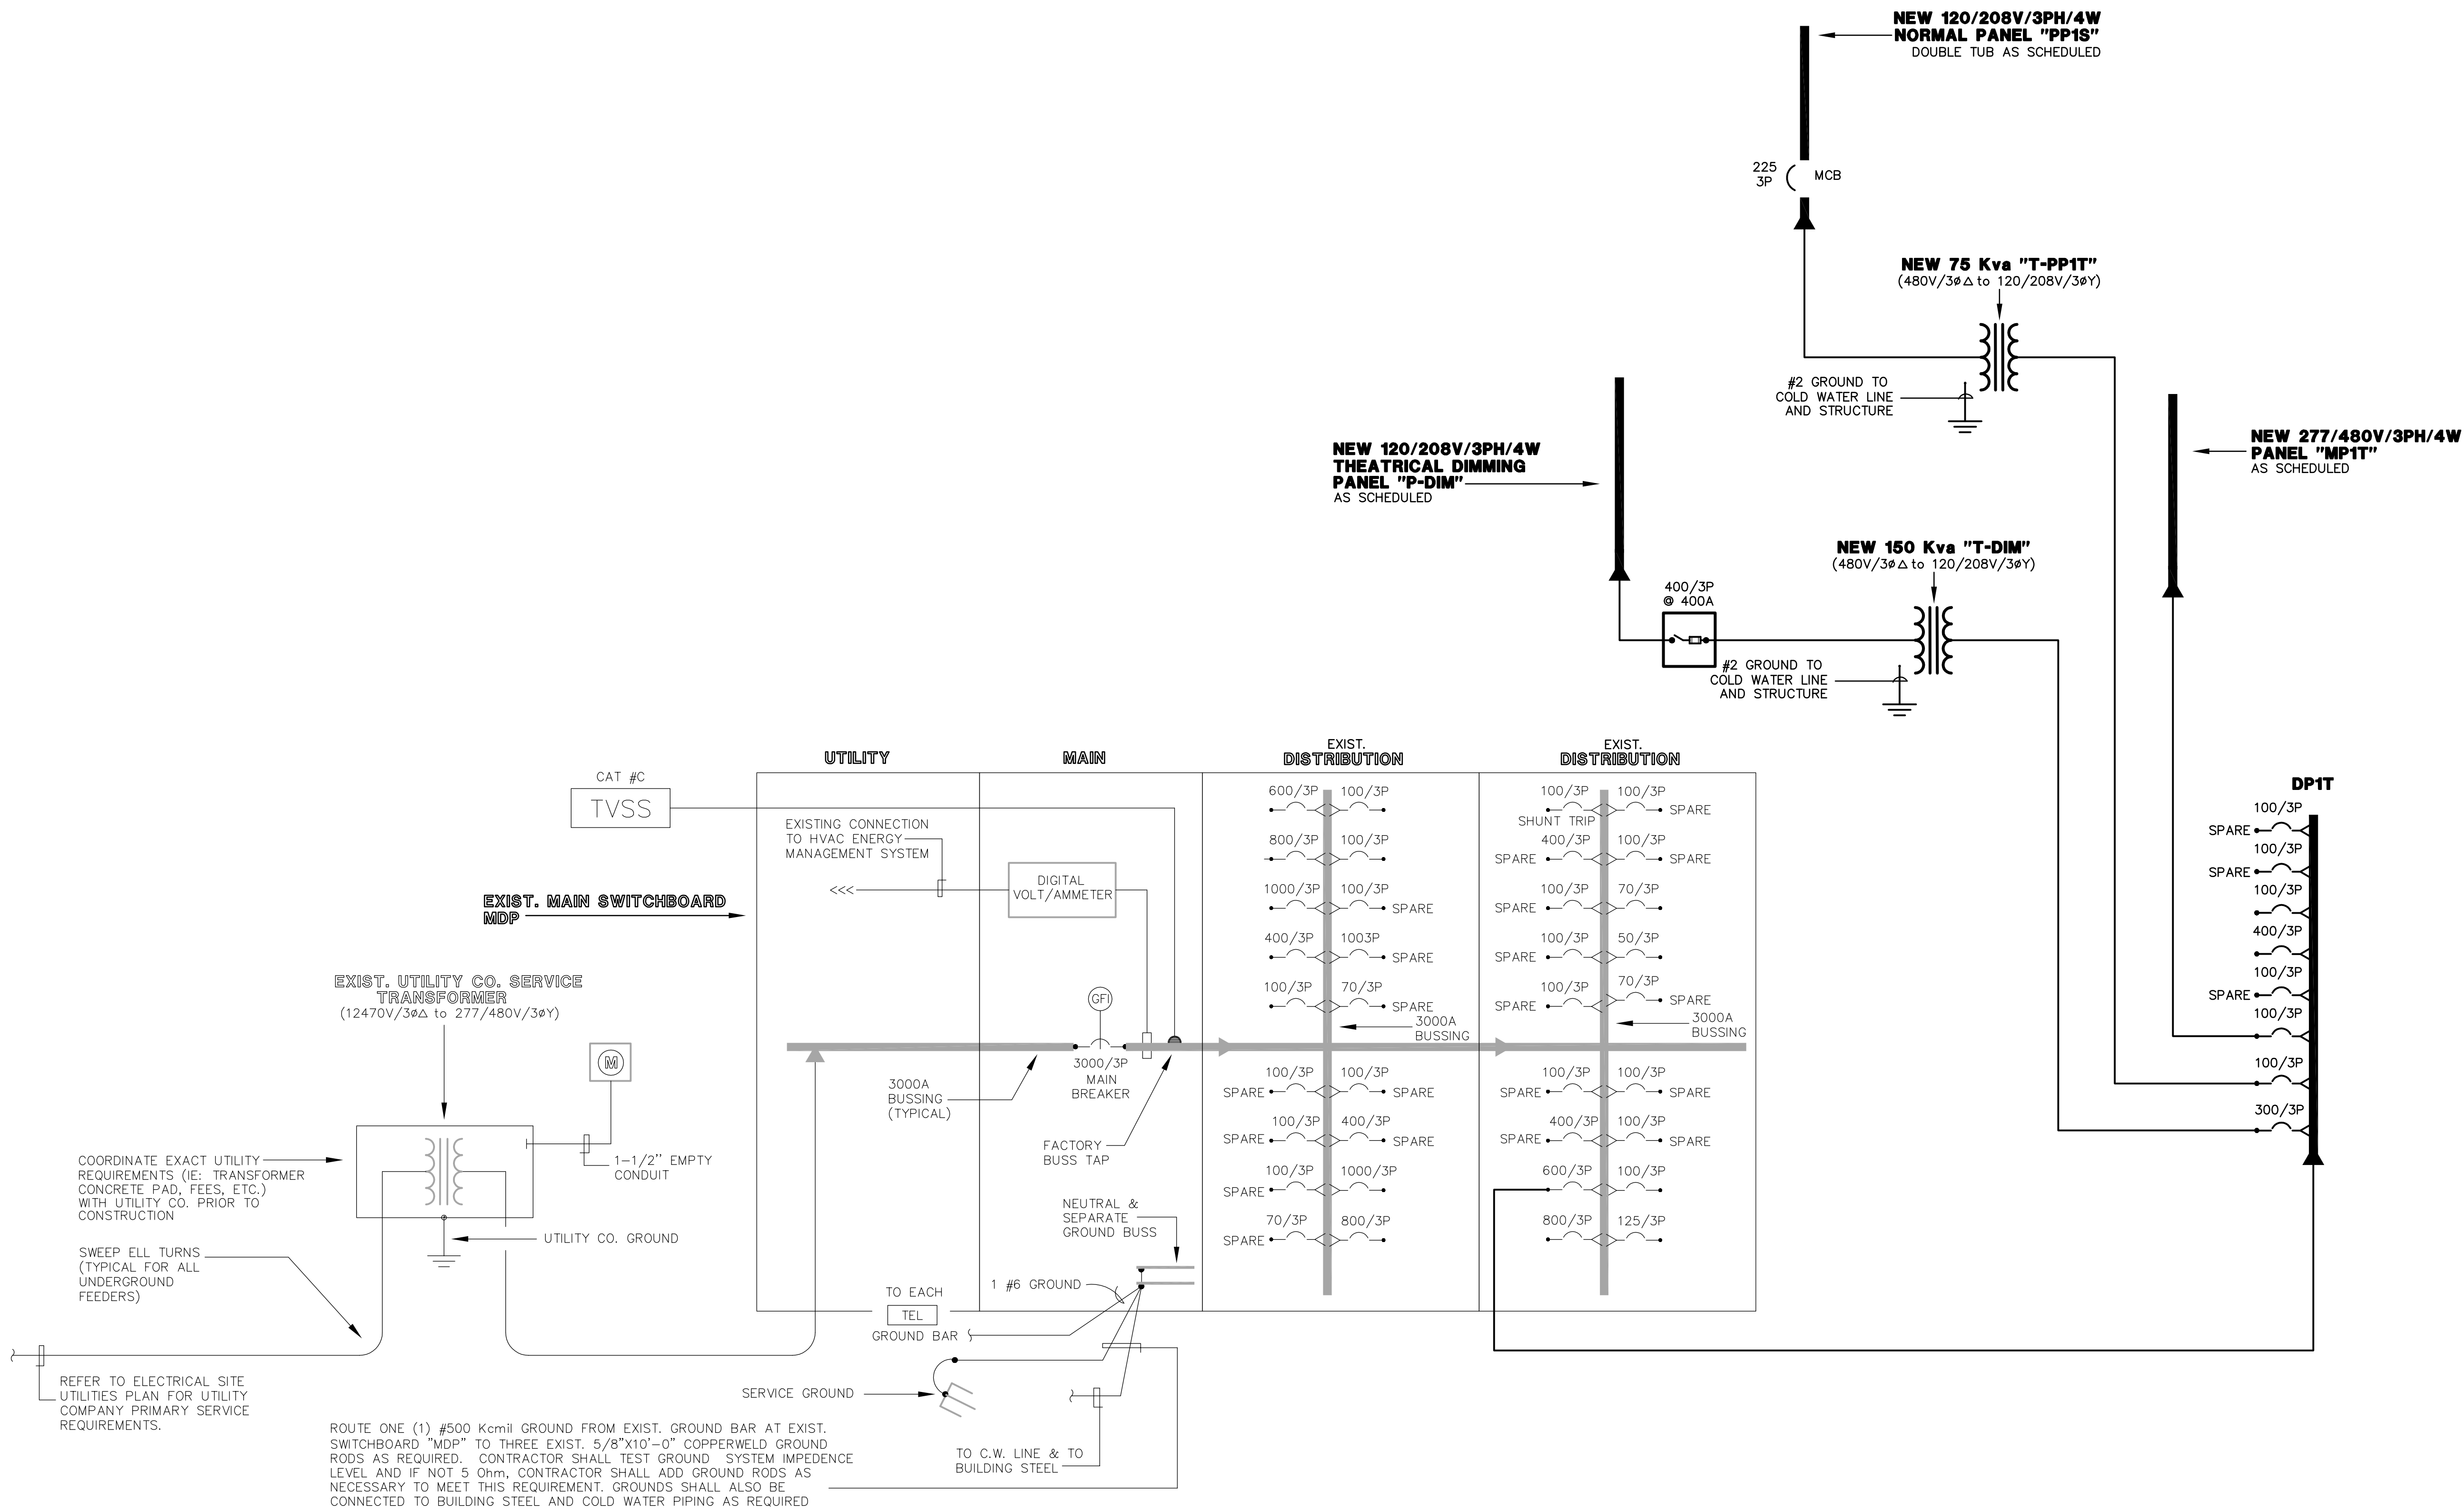 NEW 120/208V/3PH/4W
NORMAL PANEL "PP1S"
DOUBLE TUB AS SCHEDULED
225
3P
MCB
NEW 75 Kva "T-PP1T"
(480V/3ø△ to 120/208V/3øY)
#2 GROUND TO
COLD WATER LINE
AND STRUCTURE
NEW 120/208V/3PH/4W
THEATRICAL DIMMING
PANEL "P-DIM"
AS SCHEDULED
NEW 277/480V/3PH/4W
PANEL "MP1T"
AS SCHEDULED
NEW 150 Kva "T-DIM"
(480V/3ø△ to 120/208V/3øY)
400/3P
@ 400A
#2 GROUND TO
COLD WATER LINE
AND STRUCTURE
DP1T
100/3P
SPARE
100/3P
SPARE
100/3P
400/3P
100/3P
SPARE
100/3P
100/3P
300/3P
UTILITY
MAIN
EXIST.
DISTRIBUTION
EXIST.
DISTRIBUTION
CAT #C
TVSS
EXISTING CONNECTION
TO HVAC ENERGY
MANAGEMENT SYSTEM
<<<
DIGITAL
VOLT/AMMETER
EXIST. MAIN SWITCHBOARD
MDP
GFI
3000/3P
MAIN
BREAKER
3000A
BUSSING
(TYPICAL)
FACTORY
BUSS TAP
NEUTRAL &
SEPARATE
GROUND BUSS
1 #6 GROUND
TO EACH
TEL
GROUND BAR
600/3P 100/3P
800/3P 100/3P
1000/3P 100/3P
SPARE
400/3P 1003P
SPARE
100/3P 70/3P
SPARE
3000A
BUSSING
100/3P 100/3P
SPARE SPARE
100/3P 400/3P
SPARE SPARE
100/3P 1000/3P
SPARE
70/3P 800/3P
SPARE
100/3P 100/3P
SPARE
SHUNT TRIP
400/3P 100/3P
SPARE SPARE
100/3P 70/3P
SPARE
100/3P 50/3P
SPARE
100/3P 70/3P
SPARE SPARE
3000A
BUSSING
100/3P 100/3P
SPARE SPARE
400/3P 100/3P
SPARE SPARE
600/3P 100/3P
800/3P 125/3P
EXIST. UTILITY CO. SERVICE
TRANSFORMER
(12470V/3ø△ to 277/480V/3øY)
M
1-1/2'' EMPTY
CONDUIT
COORDINATE EXACT UTILITY
REQUIREMENTS (IE: TRANSFORMER
CONCRETE PAD, FEES, ETC.)
WITH UTILITY CO. PRIOR TO
CONSTRUCTION
UTILITY CO. GROUND
SWEEP ELL TURNS
(TYPICAL FOR ALL
UNDERGROUND
FEEDERS)
REFER TO ELECTRICAL SITE
UTILITIES PLAN FOR UTILITY
COMPANY PRIMARY SERVICE
REQUIREMENTS.
SERVICE GROUND
TO C.W. LINE & TO
BUILDING STEEL
ROUTE ONE (1) #500 Kcmil GROUND FROM EXIST. GROUND BAR AT EXIST.
SWITCHBOARD "MDP" TO THREE EXIST. 5/8"X10'-0" COPPERWELD GROUND
RODS AS REQUIRED. CONTRACTOR SHALL TEST GROUND SYSTEM IMPEDENCE
LEVEL AND IF NOT 5 Ohm, CONTRACTOR SHALL ADD GROUND RODS AS
NECESSARY TO MEET THIS REQUIREMENT. GROUNDS SHALL ALSO BE
CONNECTED TO BUILDING STEEL AND COLD WATER PIPING AS REQUIRED